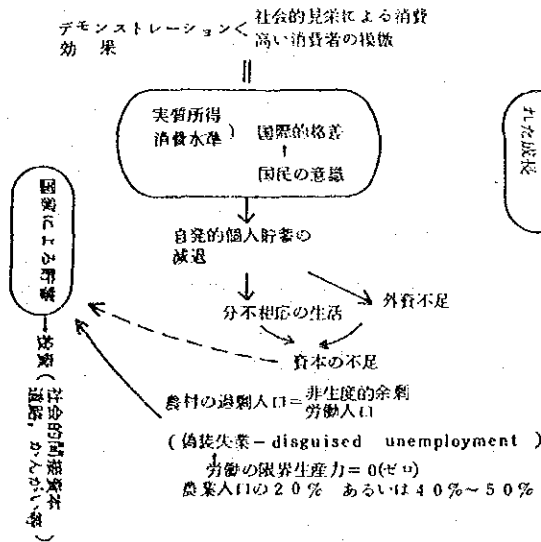 デモンストレーション<
効 果
社会的見栄による消費
高い消費者の模倣
実質所得
消費水準) 国際的格差
国民の意識
れた成長
自発的個人貯蓄の
減退
分不相応の生活
外資不足
資本の不足
国家による貯蓄
投資(社会的間接資本
道路,かんがい等)
農村の過剰人口=非生産的余剰
労働人口
(偽装失業-disguised unemployment)
労働の限界生産力=0(ゼロ)
農業人口の20% あるいは40%~50%